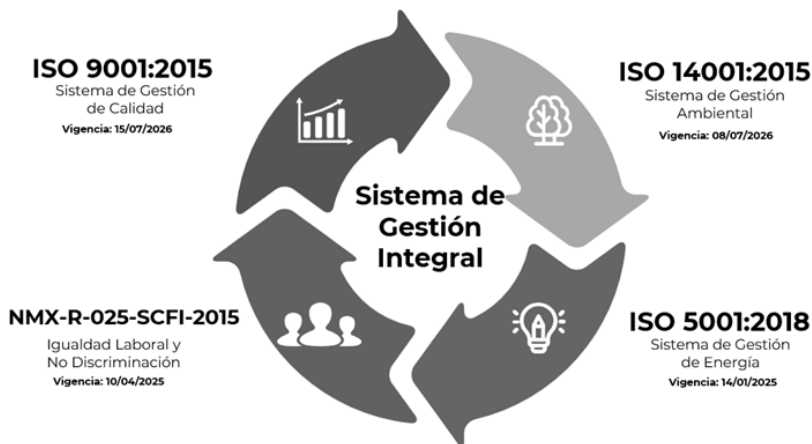 ISO 9001:2015
Sistema de Gestión
de Calidad
Vigencia: 15/07/2026
ISO 14001:2015
Sistema de Gestión
Ambiental
Vigencia: 08/07/2026
Sistema de
Gestión
Integral
NMX-R-025-SCFI-2015
Igualdad Laboral y
No Discriminación
Vigencia: 10/04/2025
ISO 5001:2018
Sistema de Gestión
de Energía
Vigencia: 14/01/2025